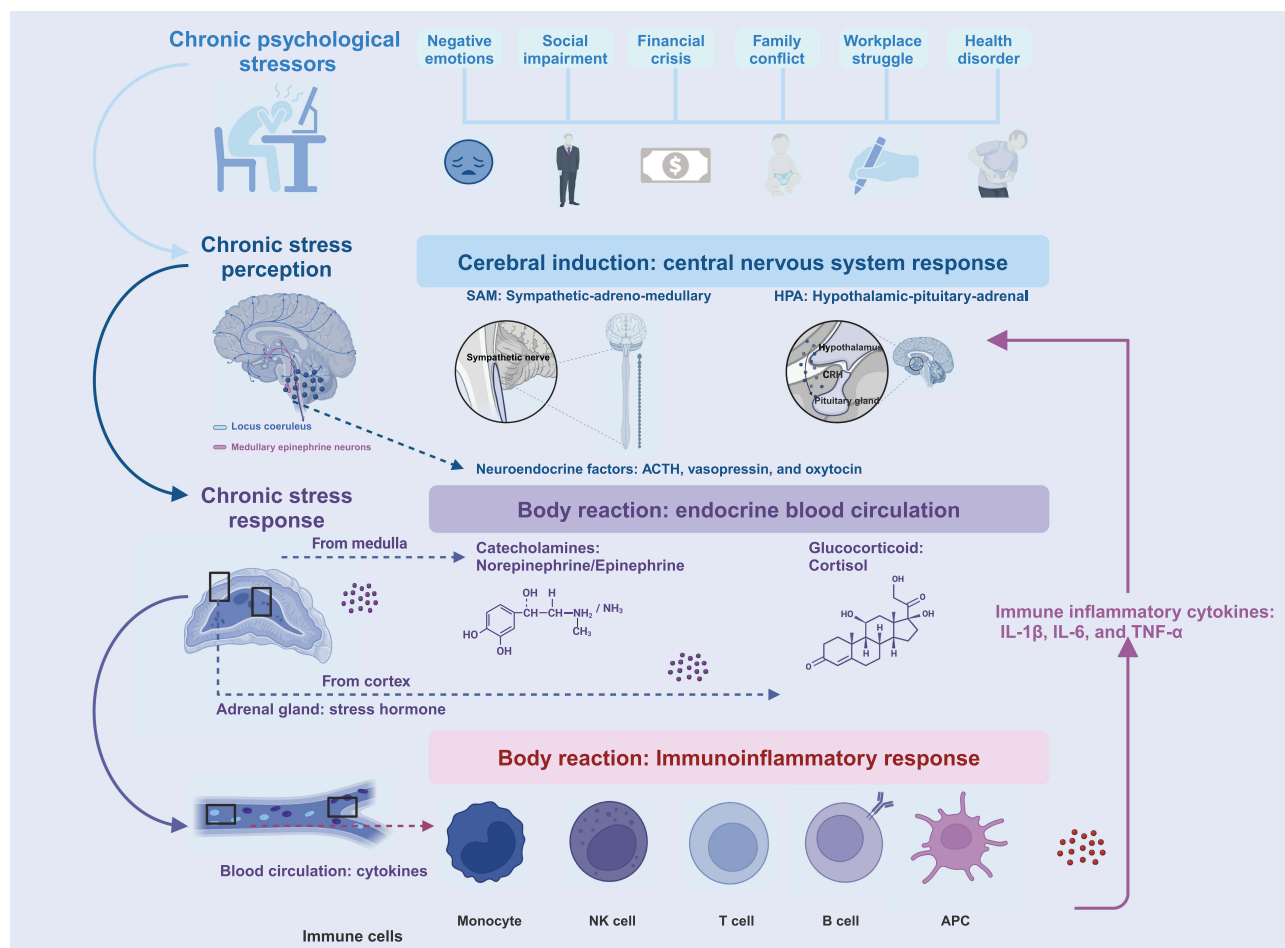 Chronic psychological
stressors
Negative
emotions
Social
impairment
Financial
crisis
Family
conflict
Workplace
struggle
Health
disorder
$
Chronic stress
perception
Cerebral induction: central nervous system response
SAM: Sympathetic-adreno-medullary
HPA: Hypothalamic-pituitary-adrenal
Sympathetic nerve
Hypothalamus
CRH
Pituitary gland
Locus coeruleus
Medullary epinephrine neurons
Neuroendocrine factors: ACTH, vasopressin, and oxytocin
Chronic stress
response
Body reaction: endocrine blood circulation
From medulla
Catecholamines:
Norepinephrine/Epinephrine
Glucocorticoid:
Cortisol
OH H
CH—CH—NH₂ / NH₃
CH₃
HO
OH
OH
O
HO
OH
H
H
H
O
Immune inflammatory cytokines:
IL-1β, IL-6, and TNF-α
From cortex
Adrenal gland: stress hormone
Body reaction: Immunoinflammatory response
Blood circulation: cytokines
Monocyte
NK cell
T cell
B cell
APC
Immune cells